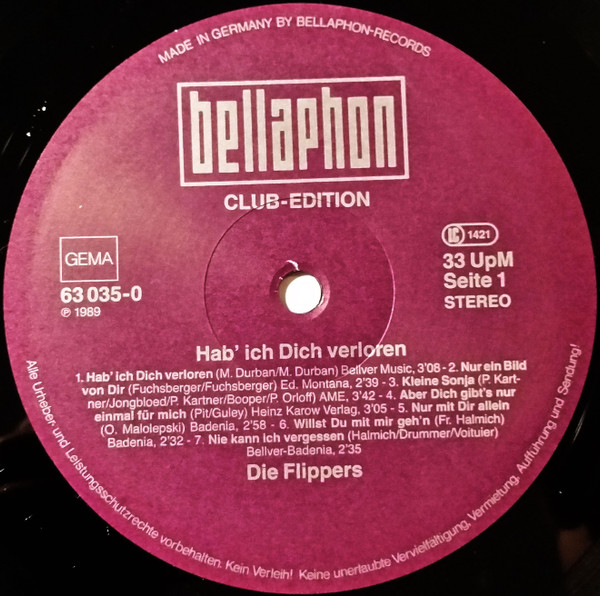 MADE IN GERMANY BY BELLAPHON-RECORDS
bellaphon
CLUB-EDITION
GEMA
LC 1421
63 035-0
33 UpM
℗ 1989
Seite 1
STEREO
Hab' ich Dich verloren
1. Hab' ich Dich verloren (M. Durban/M. Durban) Bellver Music, 3'08 - 2. Nur ein Bild
von Dir (Fuchsberger/Fuchsberger) Ed. Montana, 2'39 - 3. Kleine Sonja (P. Kart-
ner/Jongbloed/P. Kartner/Booper/P. Orloff) AME, 3'42 - 4. Aber Dich gibt's nur
einmal für mich (Pit/Guley) Heinz Karow Verlag, 3'05 - 5. Nur mit Dir allein
(O. Malolepski) Badenia, 2'58 - 6. Willst Du mit mir geh'n (Fr. Halmich)
Badenia, 2'32 - 7. Nie kann ich vergessen (Halmich/Drummer/Voituier)
Bellver-Badenia, 2'35
Die Flippers
Alle Urheber- und Leistungsschutzrechte vorbehalten. Kein Verleih! Keine unerlaubte Vervielfältigung, Vermietung, Aufführung und Sendung!